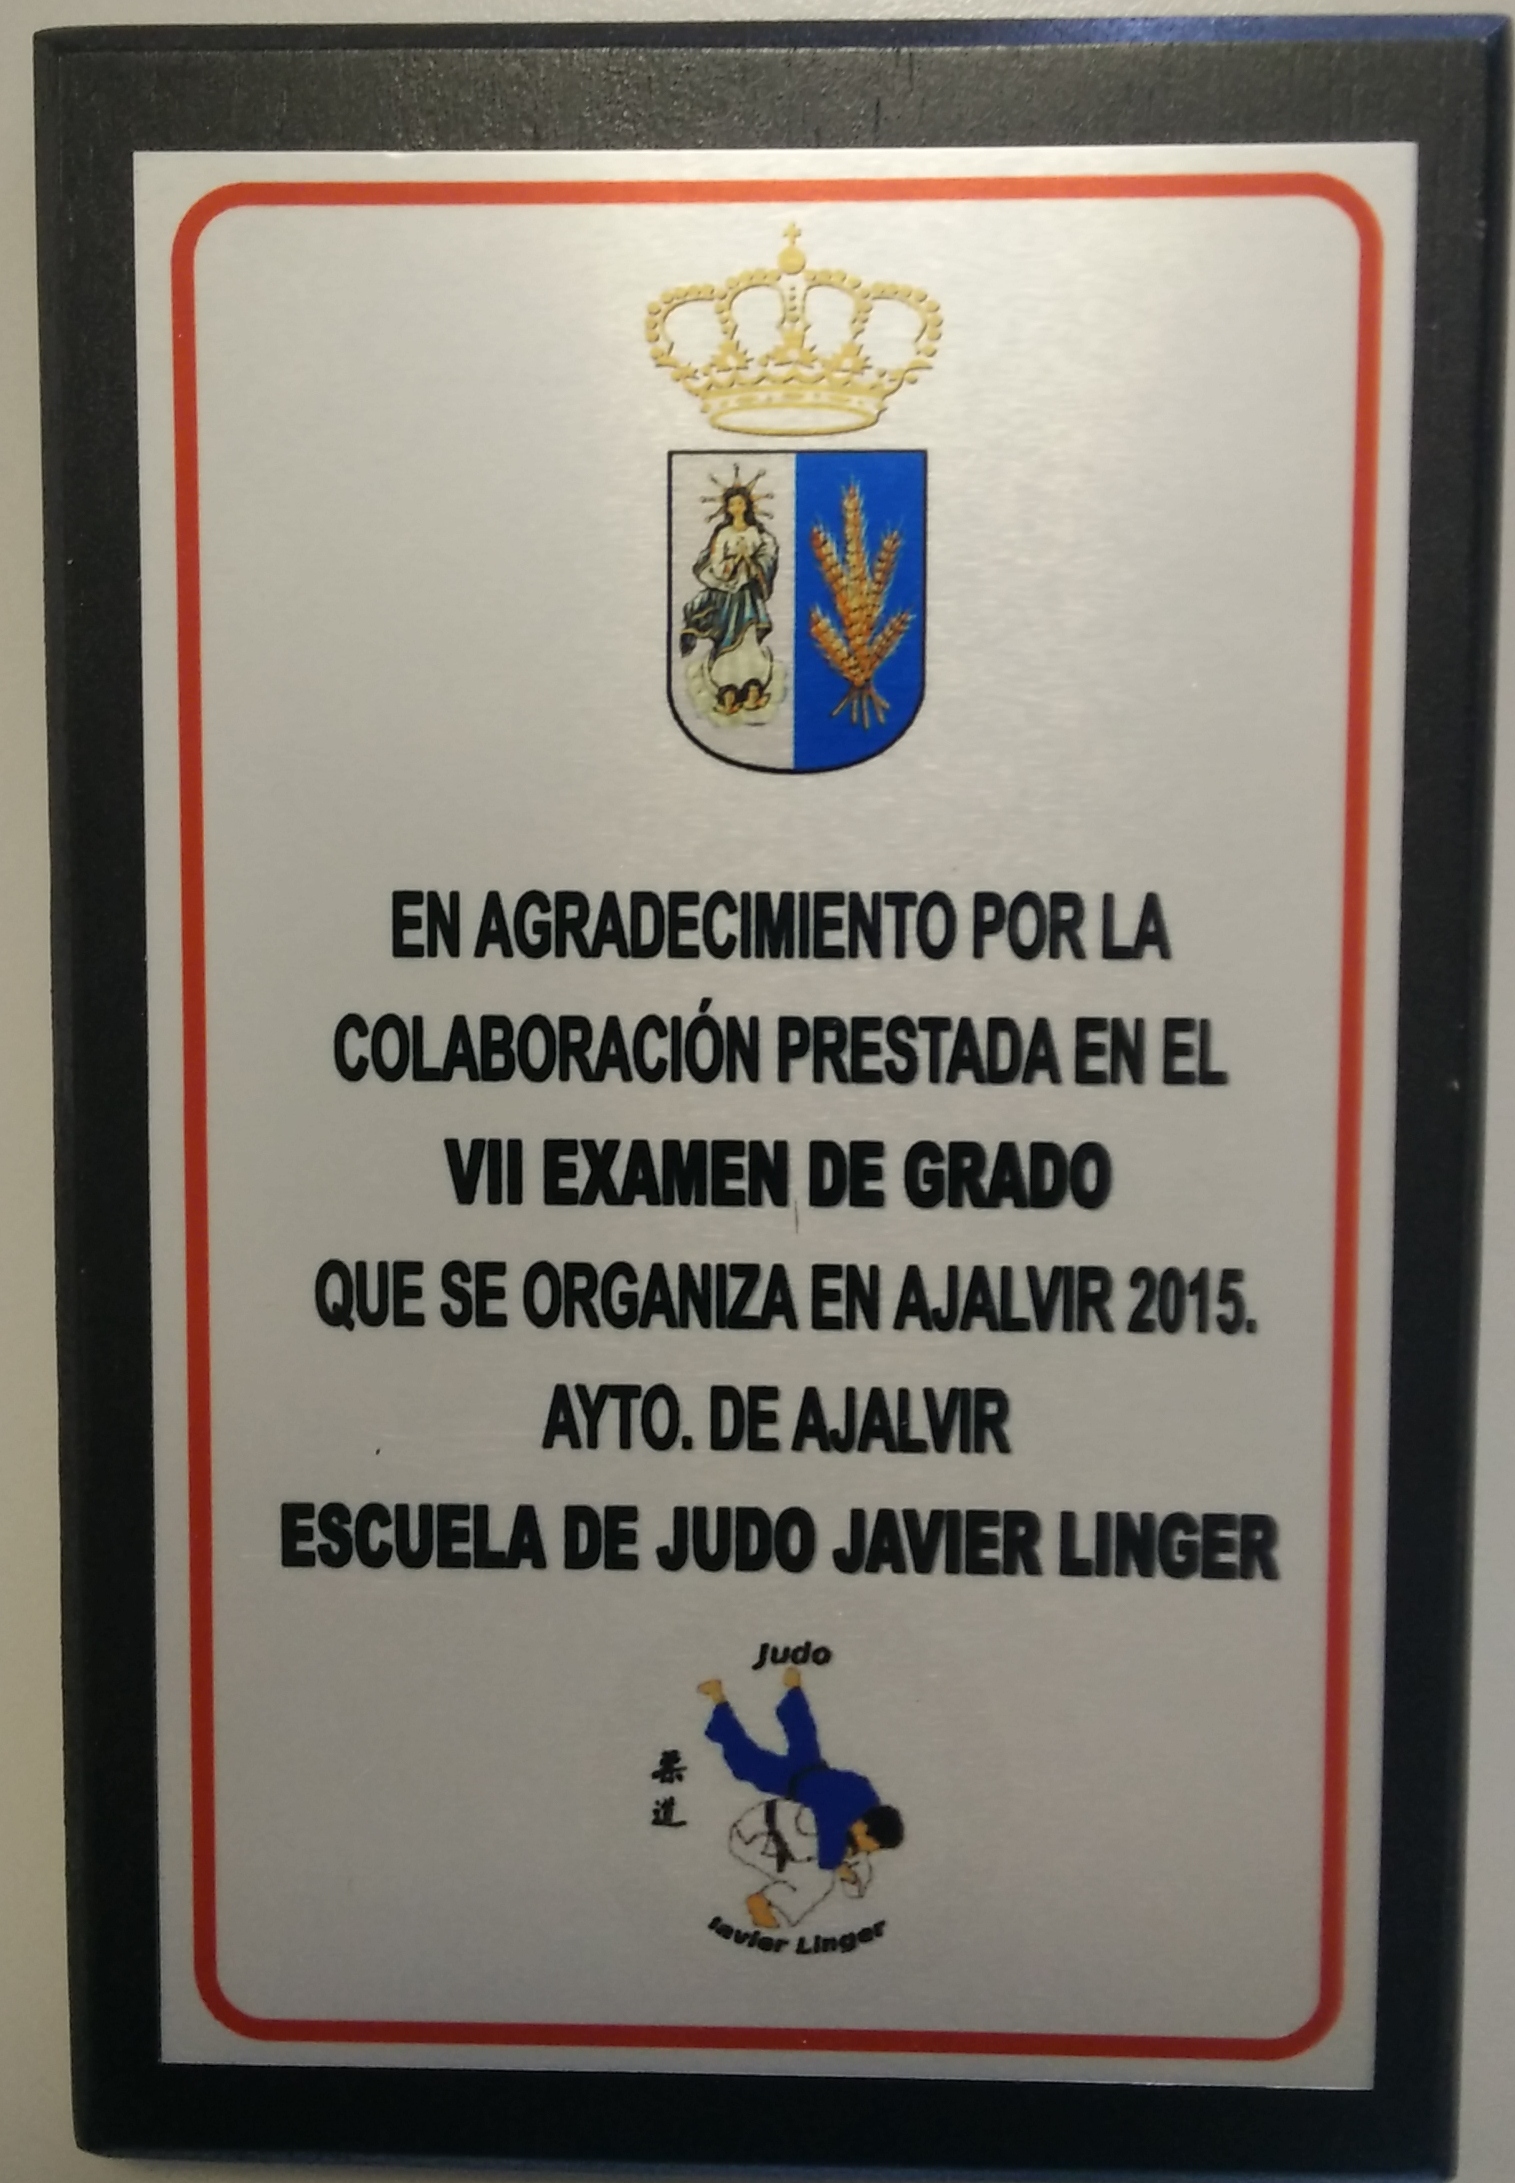 EN AGRADECIMIENTO POR LA
COLABORACIÓN PRESTADA EN EL
VII EXAMEN DE GRADO
QUE SE ORGANIZA EN AJALVIR 2015.
AYTO. DE AJALVIR
ESCUELA DE JUDO JAVIER LINGER
Judo
柔
道
Javier Linger